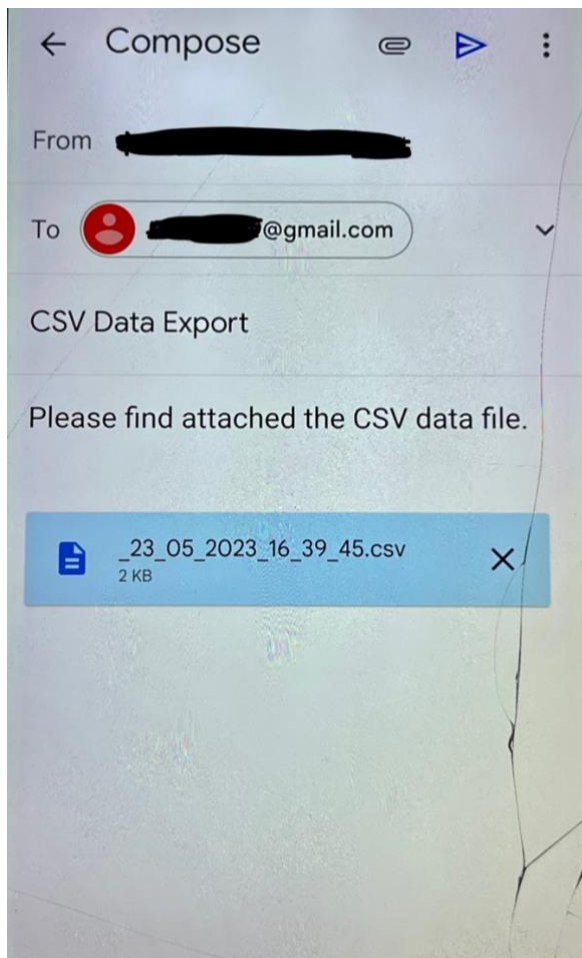 Compose
From
To @gmail.com
CSV Data Export
Please find attached the CSV data file.
_23_05_2023_16_39_45.csv
2 KB